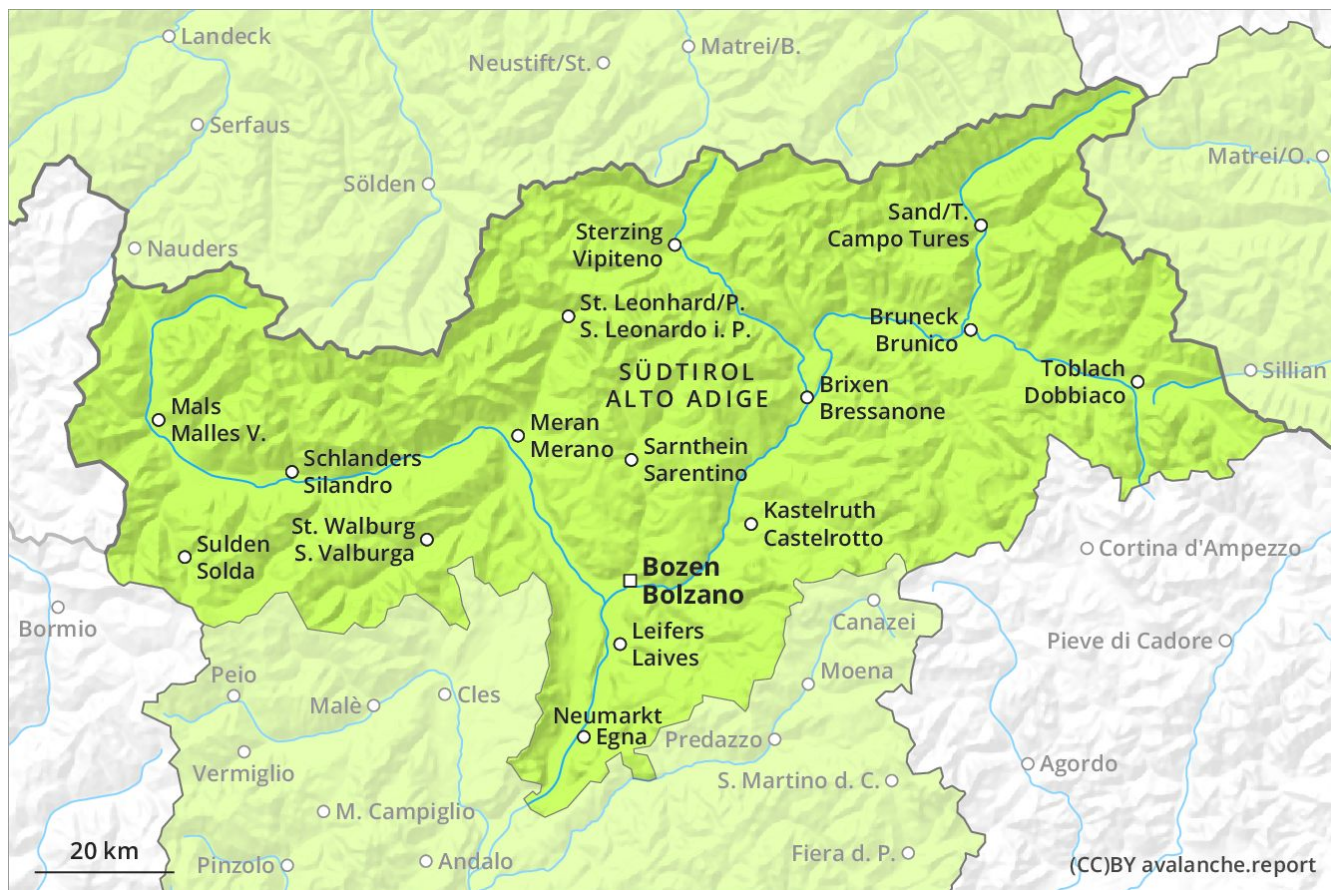 Landeck
Matrei/B.
Neustift/St.
Serfaus
Matrei/O.
Sölden
Sand/T.
Campo Tures
Sterzing
Vipiteno
Nauders
St. Leonhard/P.
S. Leonardo i. P.
Bruneck
Brunico
SÜDTIROL
ALTO ADIGE
Toblach
Dobbiaco
Sillian
Brixen
Bressanone
Mals
Malles V.
Meran
Merano
Sarnthein
Sarentino
Schlanders
Silandro
Kastelruth
Castelrotto
St. Walburg
S. Valburga
Sulden
Solda
Cortina d'Ampezzo
Bozen
Bolzano
Bormio
Canazei
Leifers
Laives
Pieve di Cadore
Peio
Moena
Malè
Cles
Neumarkt
Egna
Predazzo
Vermiglio
Agordo
S. Martino d. C.
M. Campiglio
20 km
Pinzolo
Andalo
Fiera d. P.
(CC)BY avalanche.report